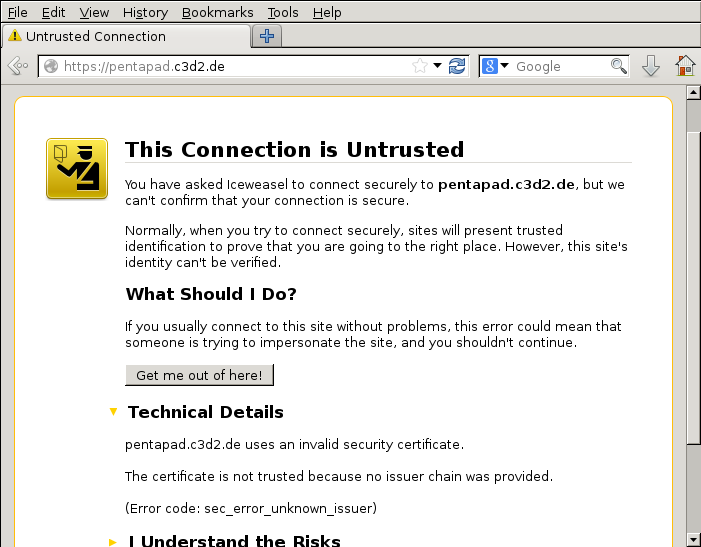 File Edit View History Bookmarks Tools Help
Untrusted Connection
https://pentapad.c3d2.de
8 Google
This Connection is Untrusted
You have asked Iceweasel to connect securely to pentapad.c3d2.de, but we
can't confirm that your connection is secure.
Normally, when you try to connect securely, sites will present trusted
identification to prove that you are going to the right place. However, this site's
identity can't be verified.
What Should I Do?
If you usually connect to this site without problems, this error could mean that
someone is trying to impersonate the site, and you shouldn't continue.
Get me out of here!
Technical Details
pentapad.c3d2.de uses an invalid security certificate.
The certificate is not trusted because no issuer chain was provided.
(Error code: sec_error_unknown_issuer)
I Understand the Risks